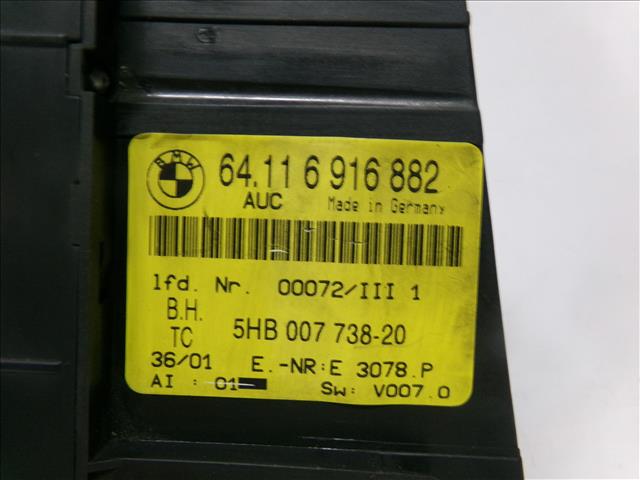 BMW
64.11 6 916 882
AUC Made in Germany
lfd. Nr. 00072/III 1
B.H.
TC 5HB 007 738-20
36/01 E.-NR:E 3078.P
AI : 01 SW: V007.0